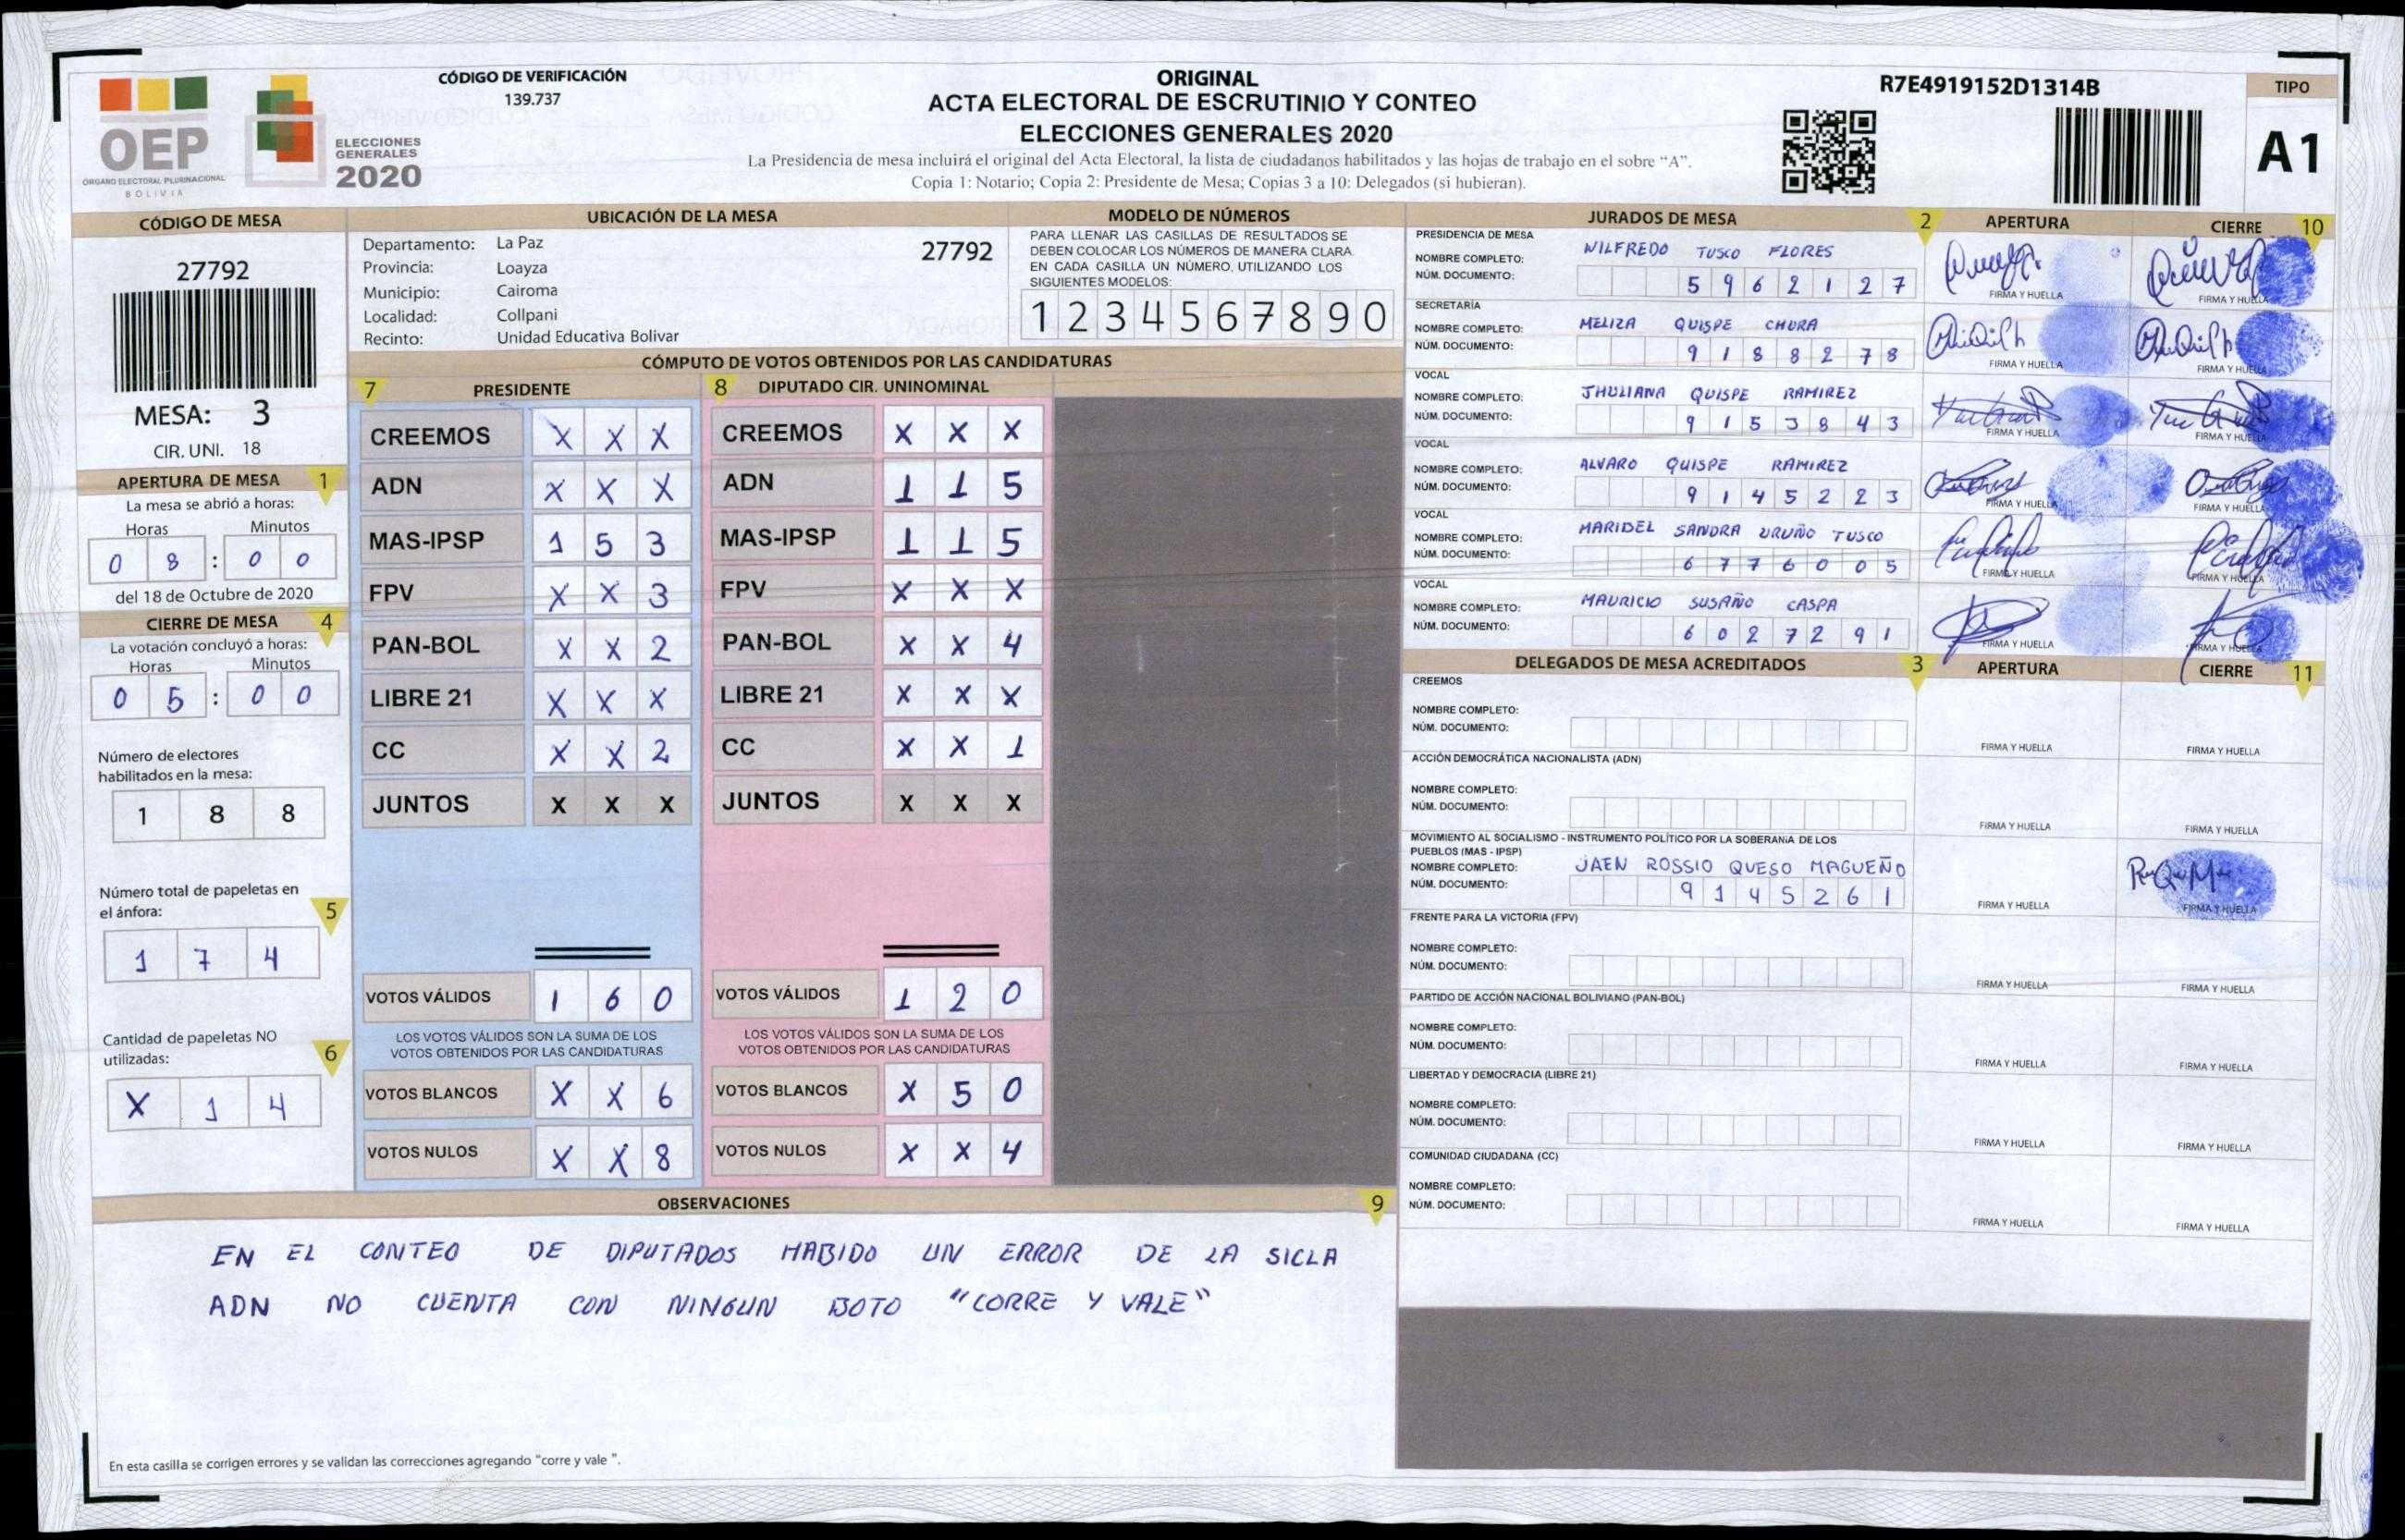 CÓDIGO DE VERIFICACIÓN
139.737
ORIGINAL
ACTA ELECTORAL DE ESCRUTINIO Y CONTEO
ELECCIONES GENERALES 2020
La Presidencia de mesa incluirá el original del Acta Electoral, la lista de ciudadanos habilitados y las hojas de trabajo en el sobre “A”.
Copia 1: Notario; Copia 2: Presidente de Mesa; Copias 3 a 10: Delegados (si hubieran).
R7E4919152D1314B
TIPO
A1
OEP
ÓRGANO ELECTORAL PLURINACIONAL
BOLIVIA
ELECCIONES
GENERALES
2020
CÓDIGO DE MESA
27792
MESA: 3
CIR. UNI. 18
APERTURA DE MESA 1
La mesa se abrió a horas:
Horas Minutos
0 8 : 0 0
del 18 de Octubre de 2020
CIERRE DE MESA 4
La votación concluyó a horas:
Horas Minutos
0 5 : 0 0
Número de electores
habilitados en la mesa:
1 8 8
Número total de papeletas en
el ánfora: 5
1 7 4
Cantidad de papeletas NO
utilizadas: 6
X 1 4
UBICACIÓN DE LA MESA
Departamento: La Paz 27792
Provincia: Loayza
Municipio: Cairoma
Localidad: Collpani
Recinto: Unidad Educativa Bolivar
MODELO DE NÚMEROS
PARA LLENAR LAS CASILLAS DE RESULTADOS SE
DEBEN COLOCAR LOS NÚMEROS DE MANERA CLARA.
EN CADA CASILLA UN NÚMERO, UTILIZANDO LOS
SIGUIENTES MODELOS:
1 2 3 4 5 6 7 8 9 0
CÓMPUTO DE VOTOS OBTENIDOS POR LAS CANDIDATURAS
7 PRESIDENTE
CREEMOS X X X
ADN X X X
MAS-IPSP 1 5 3
FPV X X 3
PAN-BOL X X 2
LIBRE 21 X X X
CC X X 2
JUNTOS X X X
VOTOS VÁLIDOS 1 6 0
LOS VOTOS VÁLIDOS SON LA SUMA DE LOS
VOTOS OBTENIDOS POR LAS CANDIDATURAS
VOTOS BLANCOS X X 6
VOTOS NULOS X X 8
8 DIPUTADO CIR. UNINOMINAL
CREEMOS X X X
ADN 1 1 5
MAS-IPSP 1 1 5
FPV X X X
PAN-BOL X X 4
LIBRE 21 X X X
CC X X 1
JUNTOS X X X
VOTOS VÁLIDOS 1 2 0
LOS VOTOS VÁLIDOS SON LA SUMA DE LOS
VOTOS OBTENIDOS POR LAS CANDIDATURAS
VOTOS BLANCOS X 5 0
VOTOS NULOS X X 4
OBSERVACIONES 9
EN EL CONTEO DE DIPUTADOS HABIDO UN ERROR DE LA SICLA
ADN NO CUENTA CON NINGUN BOTO “CORRE Y VALE”
En esta casilla se corrigen errores y se validan las correcciones agregando "corre y vale ".
JURADOS DE MESA 2 APERTURA CIERRE 10
PRESIDENCIA DE MESA
NOMBRE COMPLETO: WILFREDO TUSCO FLORES
NÚM. DOCUMENTO: 5 9 6 2 1 2 7
FIRMA Y HUELLA FIRMA Y HUELLA
SECRETARÍA
NOMBRE COMPLETO: MELIZA QUISPE CHURA
NÚM. DOCUMENTO: 9 1 8 8 2 7 8
FIRMA Y HUELLA FIRMA Y HUELLA
VOCAL
NOMBRE COMPLETO: JHULIANA QUISPE RAMIREZ
NÚM. DOCUMENTO: 9 1 5 3 8 4 3
FIRMA Y HUELLA FIRMA Y HUELLA
VOCAL
NOMBRE COMPLETO: ALVARO QUISPE RAMIREZ
NÚM. DOCUMENTO: 9 1 4 5 2 2 3
FIRMA Y HUELLA FIRMA Y HUELLA
VOCAL
NOMBRE COMPLETO: MARIBEL SANDRA URUÑO TUSCO
NÚM. DOCUMENTO: 6 7 7 6 0 0 5
FIRMA Y HUELLA FIRMA Y HUELLA
VOCAL
NOMBRE COMPLETO: MAURICIO SUSAÑO CASPA
NÚM. DOCUMENTO: 6 0 2 7 2 9 1
FIRMA Y HUELLA FIRMA Y HUELLA
DELEGADOS DE MESA ACREDITADOS 3 APERTURA CIERRE 11
CREEMOS
NOMBRE COMPLETO:
NÚM. DOCUMENTO:
FIRMA Y HUELLA FIRMA Y HUELLA
ACCIÓN DEMOCRÁTICA NACIONALISTA (ADN)
NOMBRE COMPLETO:
NÚM. DOCUMENTO:
FIRMA Y HUELLA FIRMA Y HUELLA
MOVIMIENTO AL SOCIALISMO - INSTRUMENTO POLÍTICO POR LA SOBERANíA DE LOS
PUEBLOS (MAS - IPSP)
NOMBRE COMPLETO: JAEN ROSSIO QUESO MAGUEÑO
NÚM. DOCUMENTO: 9 1 4 5 2 6 1
FIRMA Y HUELLA FIRMA Y HUELLA
FRENTE PARA LA VICTORIA (FPV)
NOMBRE COMPLETO:
NÚM. DOCUMENTO:
FIRMA Y HUELLA FIRMA Y HUELLA
PARTIDO DE ACCIÓN NACIONAL BOLIVIANO (PAN-BOL)
NOMBRE COMPLETO:
NÚM. DOCUMENTO:
FIRMA Y HUELLA FIRMA Y HUELLA
LIBERTAD Y DEMOCRACIA (LIBRE 21)
NOMBRE COMPLETO:
NÚM. DOCUMENTO:
FIRMA Y HUELLA FIRMA Y HUELLA
COMUNIDAD CIUDADANA (CC)
NOMBRE COMPLETO:
NÚM. DOCUMENTO:
FIRMA Y HUELLA FIRMA Y HUELLA